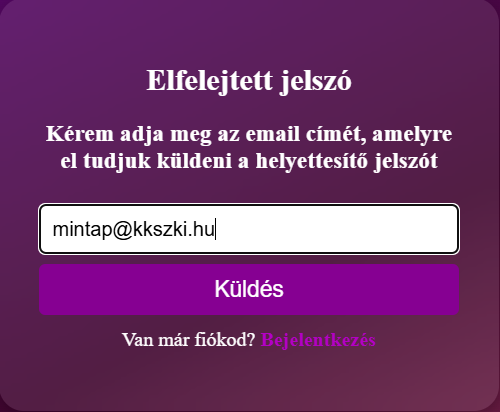 Elfelejtett jelszó
Kérem adja meg az email címét, amelyre
el tudjuk küldeni a helyettesítő jelszót
mintap@kkszki.hu
Küldés
Van már fiókod? Bejelentkezés